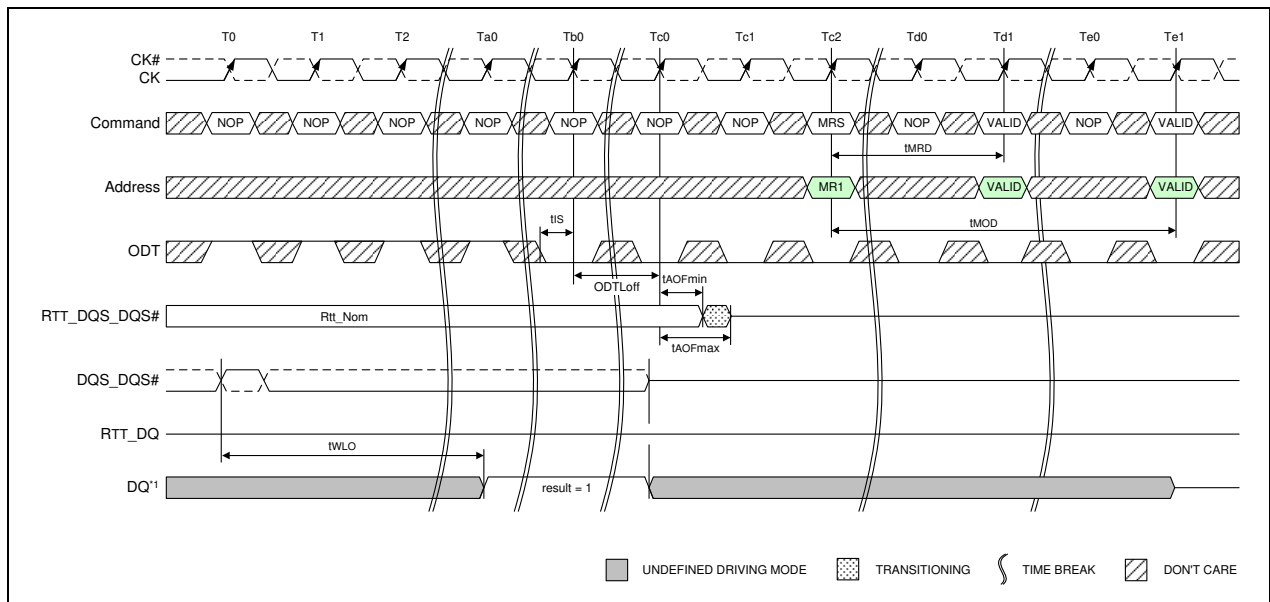 T0 T1 T2 Ta0 Tb0 Tc0 Tc1 Tc2 Td0 Td1 Te0 Te1
CK#
CK
Command NOP NOP NOP NOP NOP NOP NOP MRS NOP VALID NOP VALID
tMRD
Address MR1 VALID VALID
tIS
tMOD
ODT
tAOFmin
ODTLoff
RTT_DQS_DQS# Rtt_Nom
tAOFmax
DQS_DQS#
RTT_DQ
tWLO
DQ*1 result = 1
UNDEFINED DRIVING MODE TRANSITIONING TIME BREAK DON'T CARE